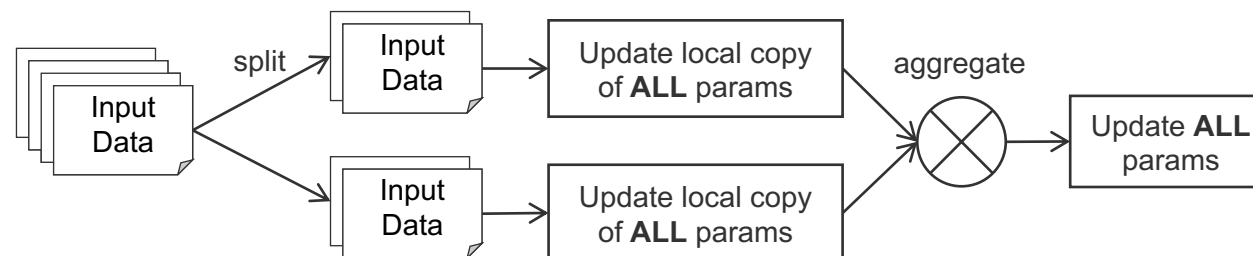 Input
Data
split
Input
Data
Update local copy
of ALL params
Input
Data
Update local copy
of ALL params
aggregate
Update ALL
params